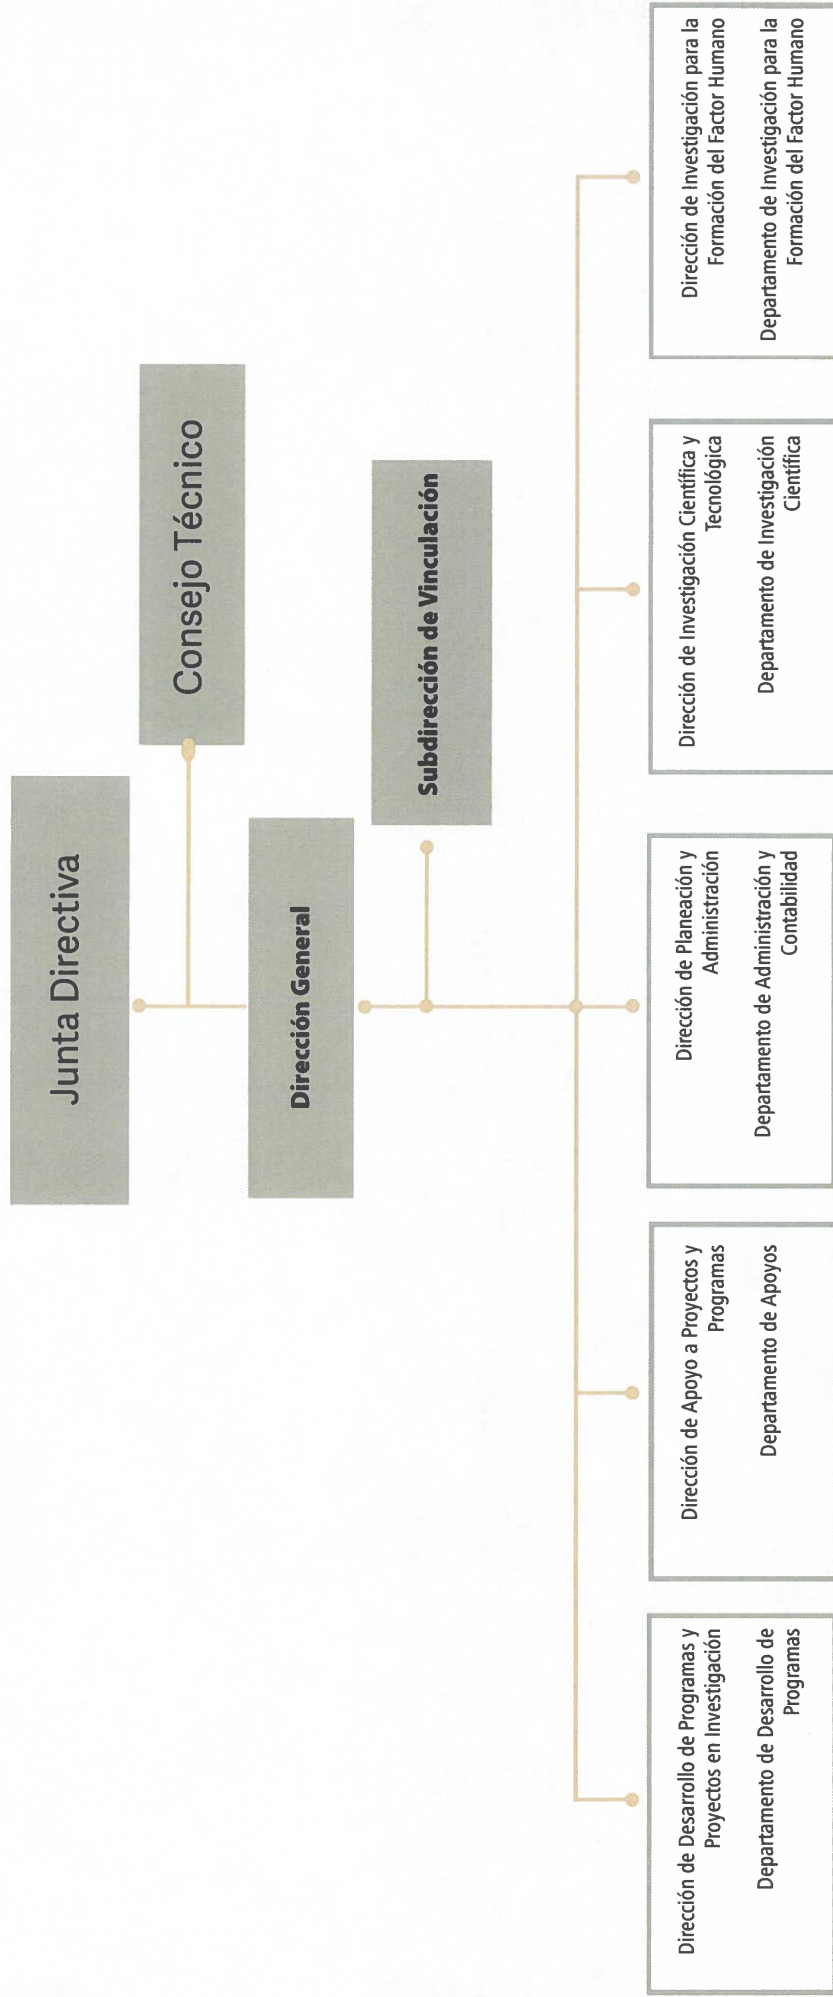 Junta Directiva
Consejo Técnico
Dirección General
Subdirección de Vinculación
Dirección de Desarrollo de Programas y
Proyectos en Investigación
Departamento de Desarrollo de
Programas
Dirección de Apoyo a Proyectos y
Programas
Departamento de Apoyos
Dirección de Planeación y
Administración
Departamento de Administración y
Contabilidad
Dirección de Investigación Científica y
Tecnológica
Departamento de Investigación
Científica
Dirección de Investigación para la
Formación del Factor Humano
Departamento de Investigación para la
Formación del Factor Humano